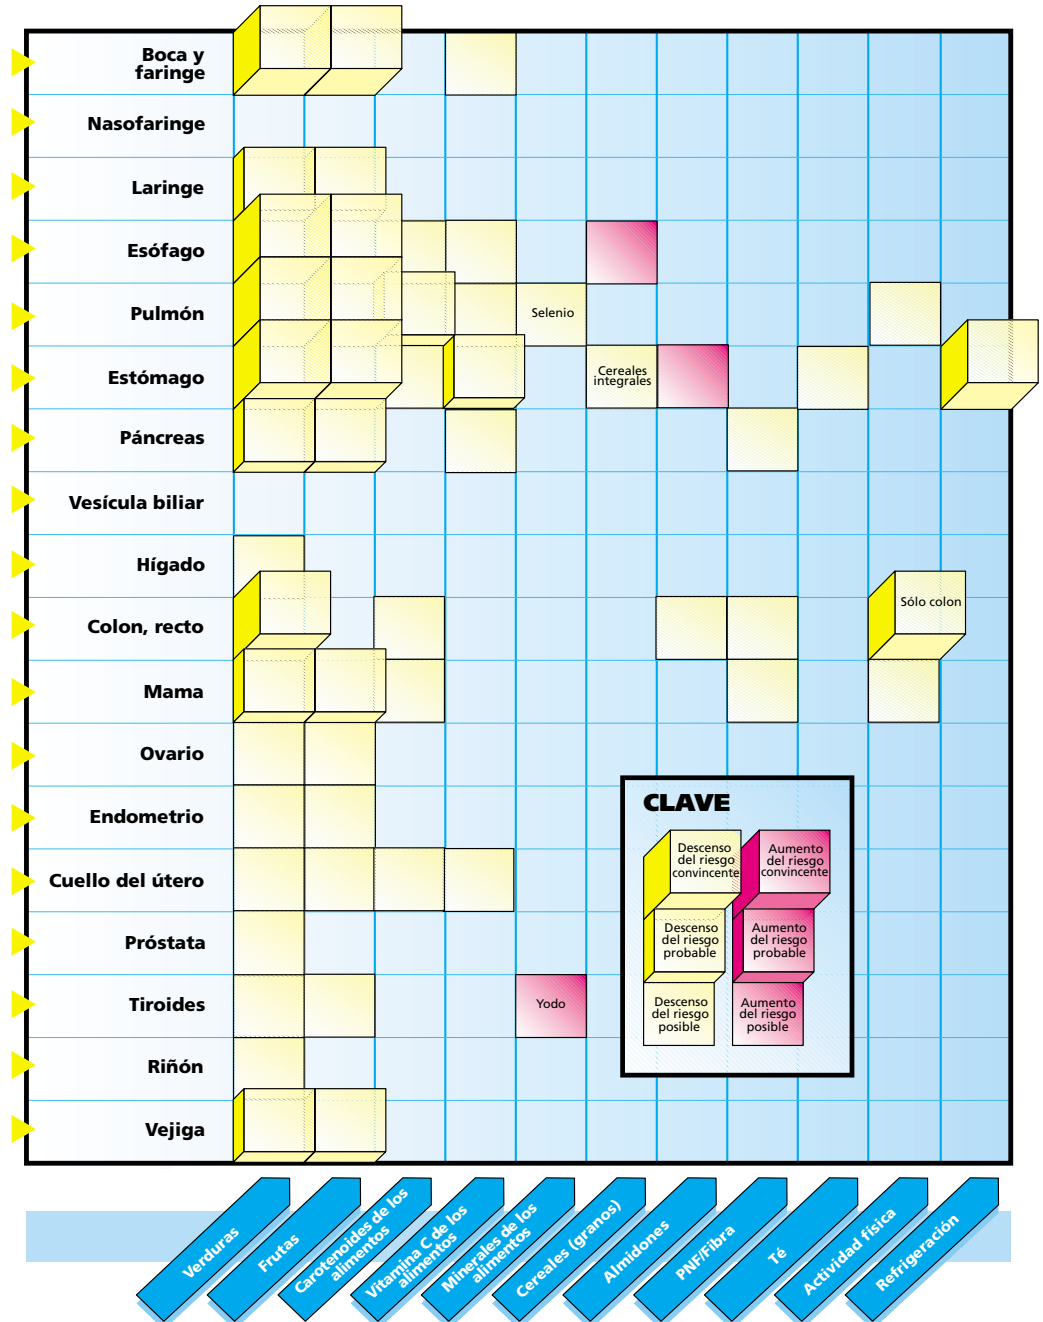 Boca y
faringe
Nasofaringe
Laringe
Esófago
Pulmón
Selenio
Estómago
Cereales
integrales
Páncreas
Vesícula biliar
Hígado
Colon, recto
Sólo colon
Mama
Ovario
Endometrio
Cuello del útero
Próstata
Tiroides
Yodo
Riñón
Vejiga
CLAVE
Descenso
del riesgo
convincente
Aumento
del riesgo
convincente
Descenso
del riesgo
probable
Aumento
del riesgo
probable
Descenso
del riesgo
posible
Aumento
del riesgo
posible
Verduras
Frutas
Carotenoides de los
alimentos
Vitamina C de los
alimentos
Minerales de los
alimentos
Cereales (granos)
Almidones
PNF/Fibra
Té
Actividad física
Refrigeración